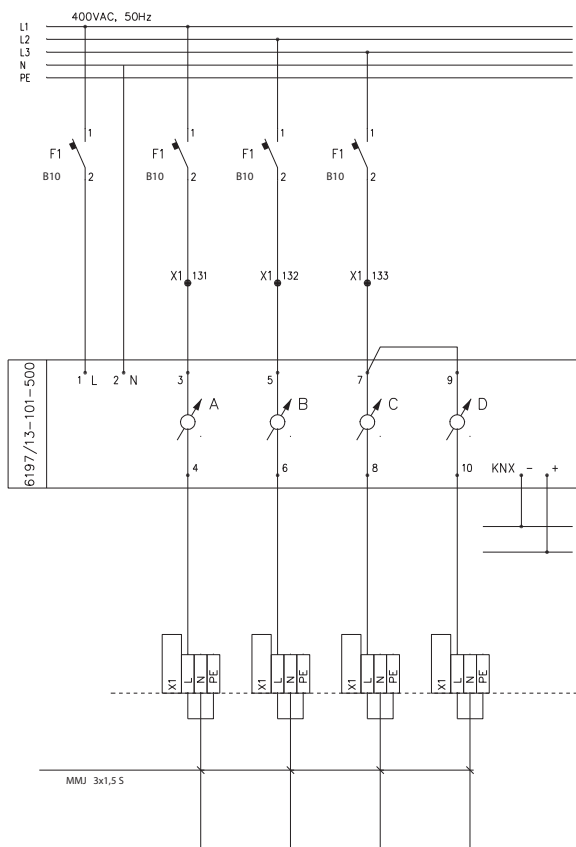 400VAC, 50Hz
L1
L2
L3
N
PE
1 1 1 1
F1 F1 F1 F1
B10 2 B10 2 B10 2 B10 2
X1 131 X1 132 X1 133
6197/13-101-500
1 L 2 N 3 5 7 9
A B C D
4 6 8 10 KNX - +
X1 L N PE X1 L N PE X1 L N PE X1 L N PE
MMJ 3x1,5 S